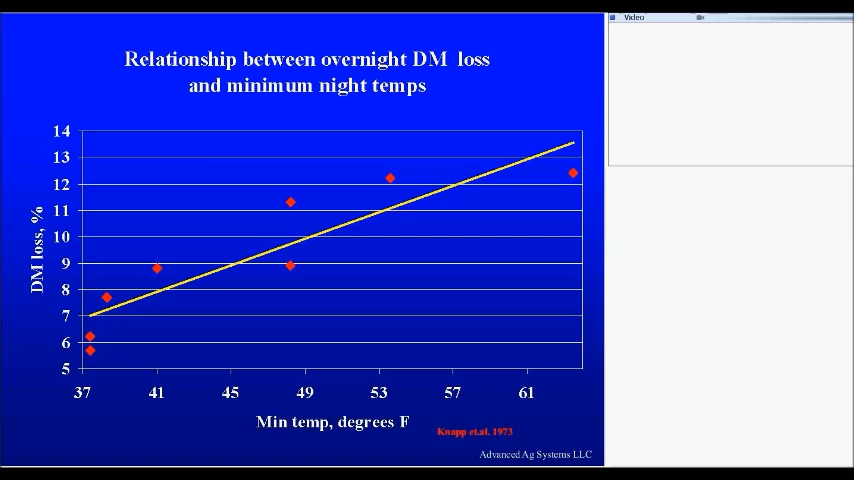 Video
Relationship between overnight DM loss
and minimum night temps
14
13
12
11
10
9
8
7
6
5
DM loss, %
37 41 45 49 53 57 61
Min temp, degrees F
Knapp et.al. 1973
Advanced Ag Systems LLC